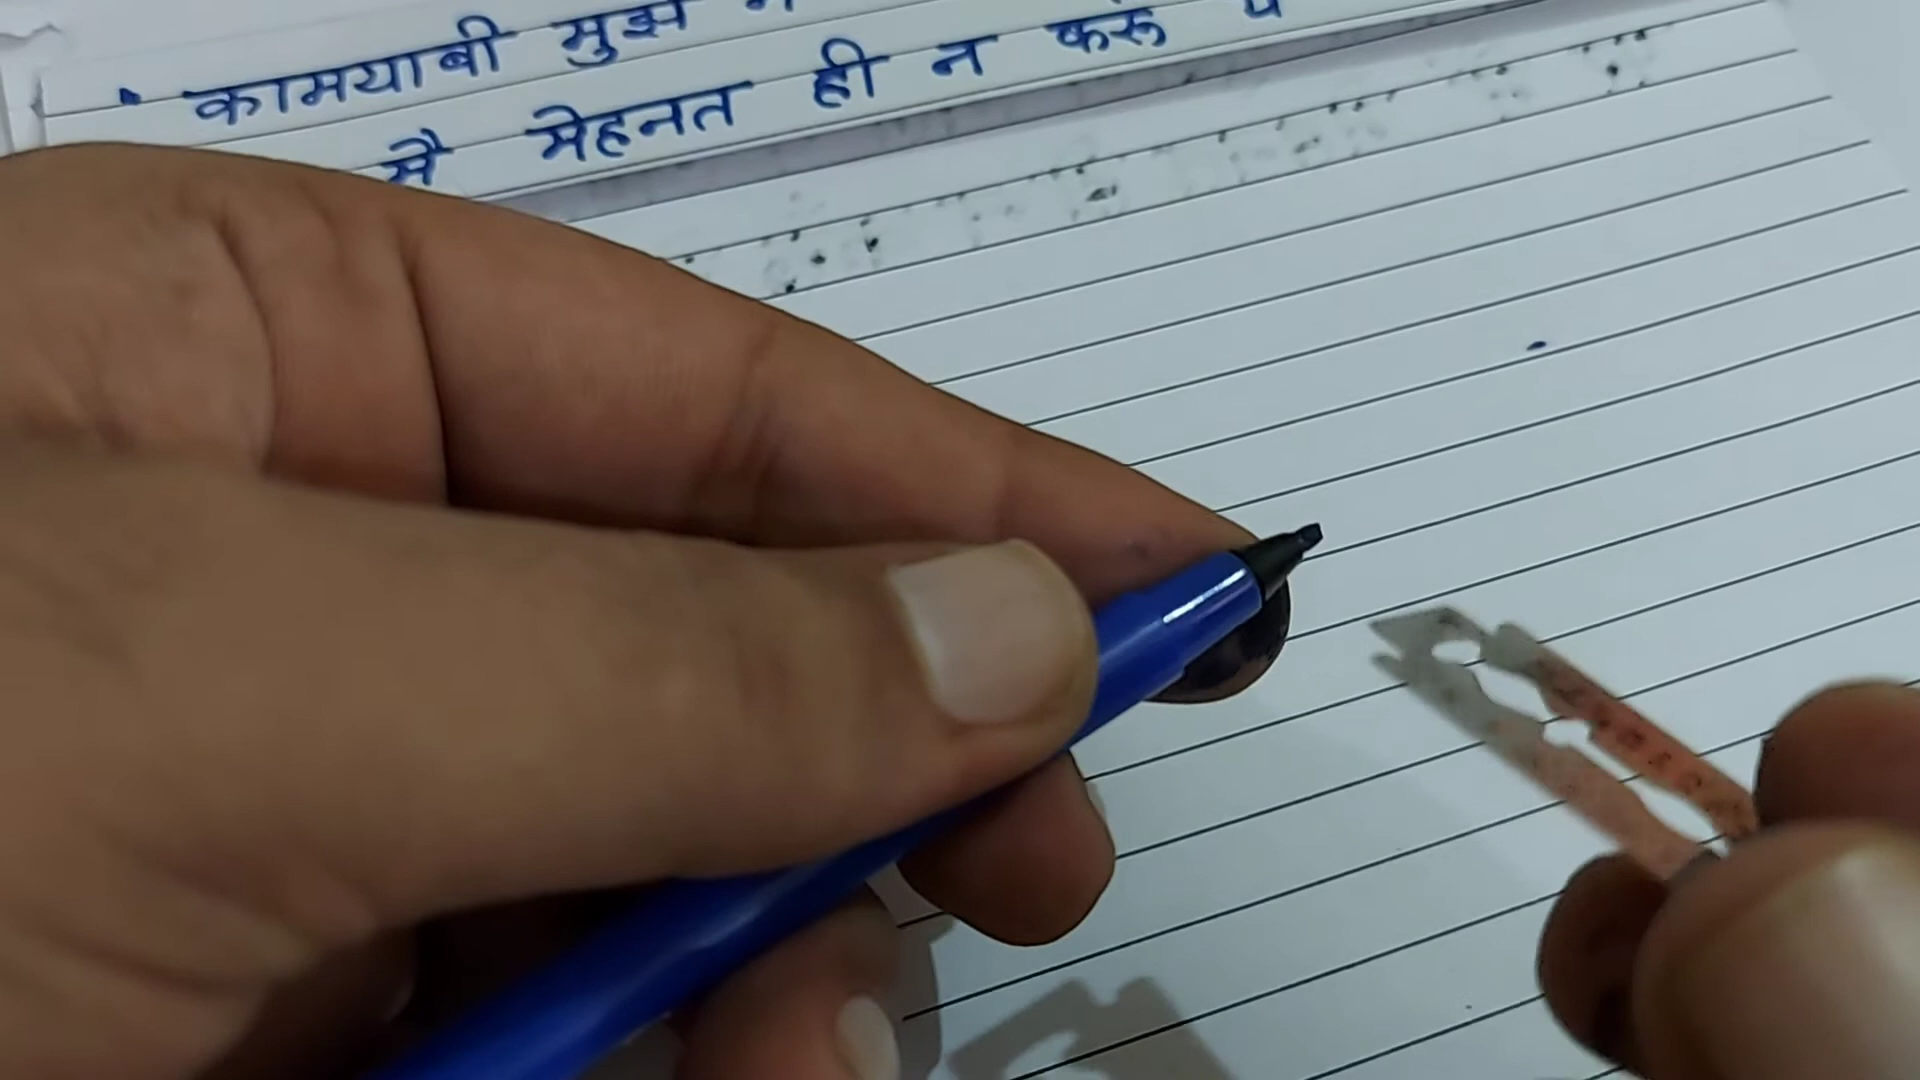 • कामयाबी मुझे
मै मेहनत ही न करू